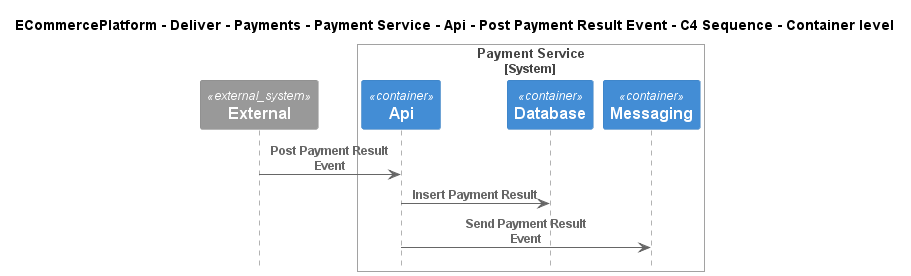 ECommercePlatform - Deliver - Payments - Payment Service - Api - Post Payment Result Event - C4 Sequence - Container level
Payment Service
[System]
«external_system»
External
«container»
Api
«container»
Database
«container»
Messaging
Post Payment Result
Event
Insert Payment Result
Send Payment Result
Event